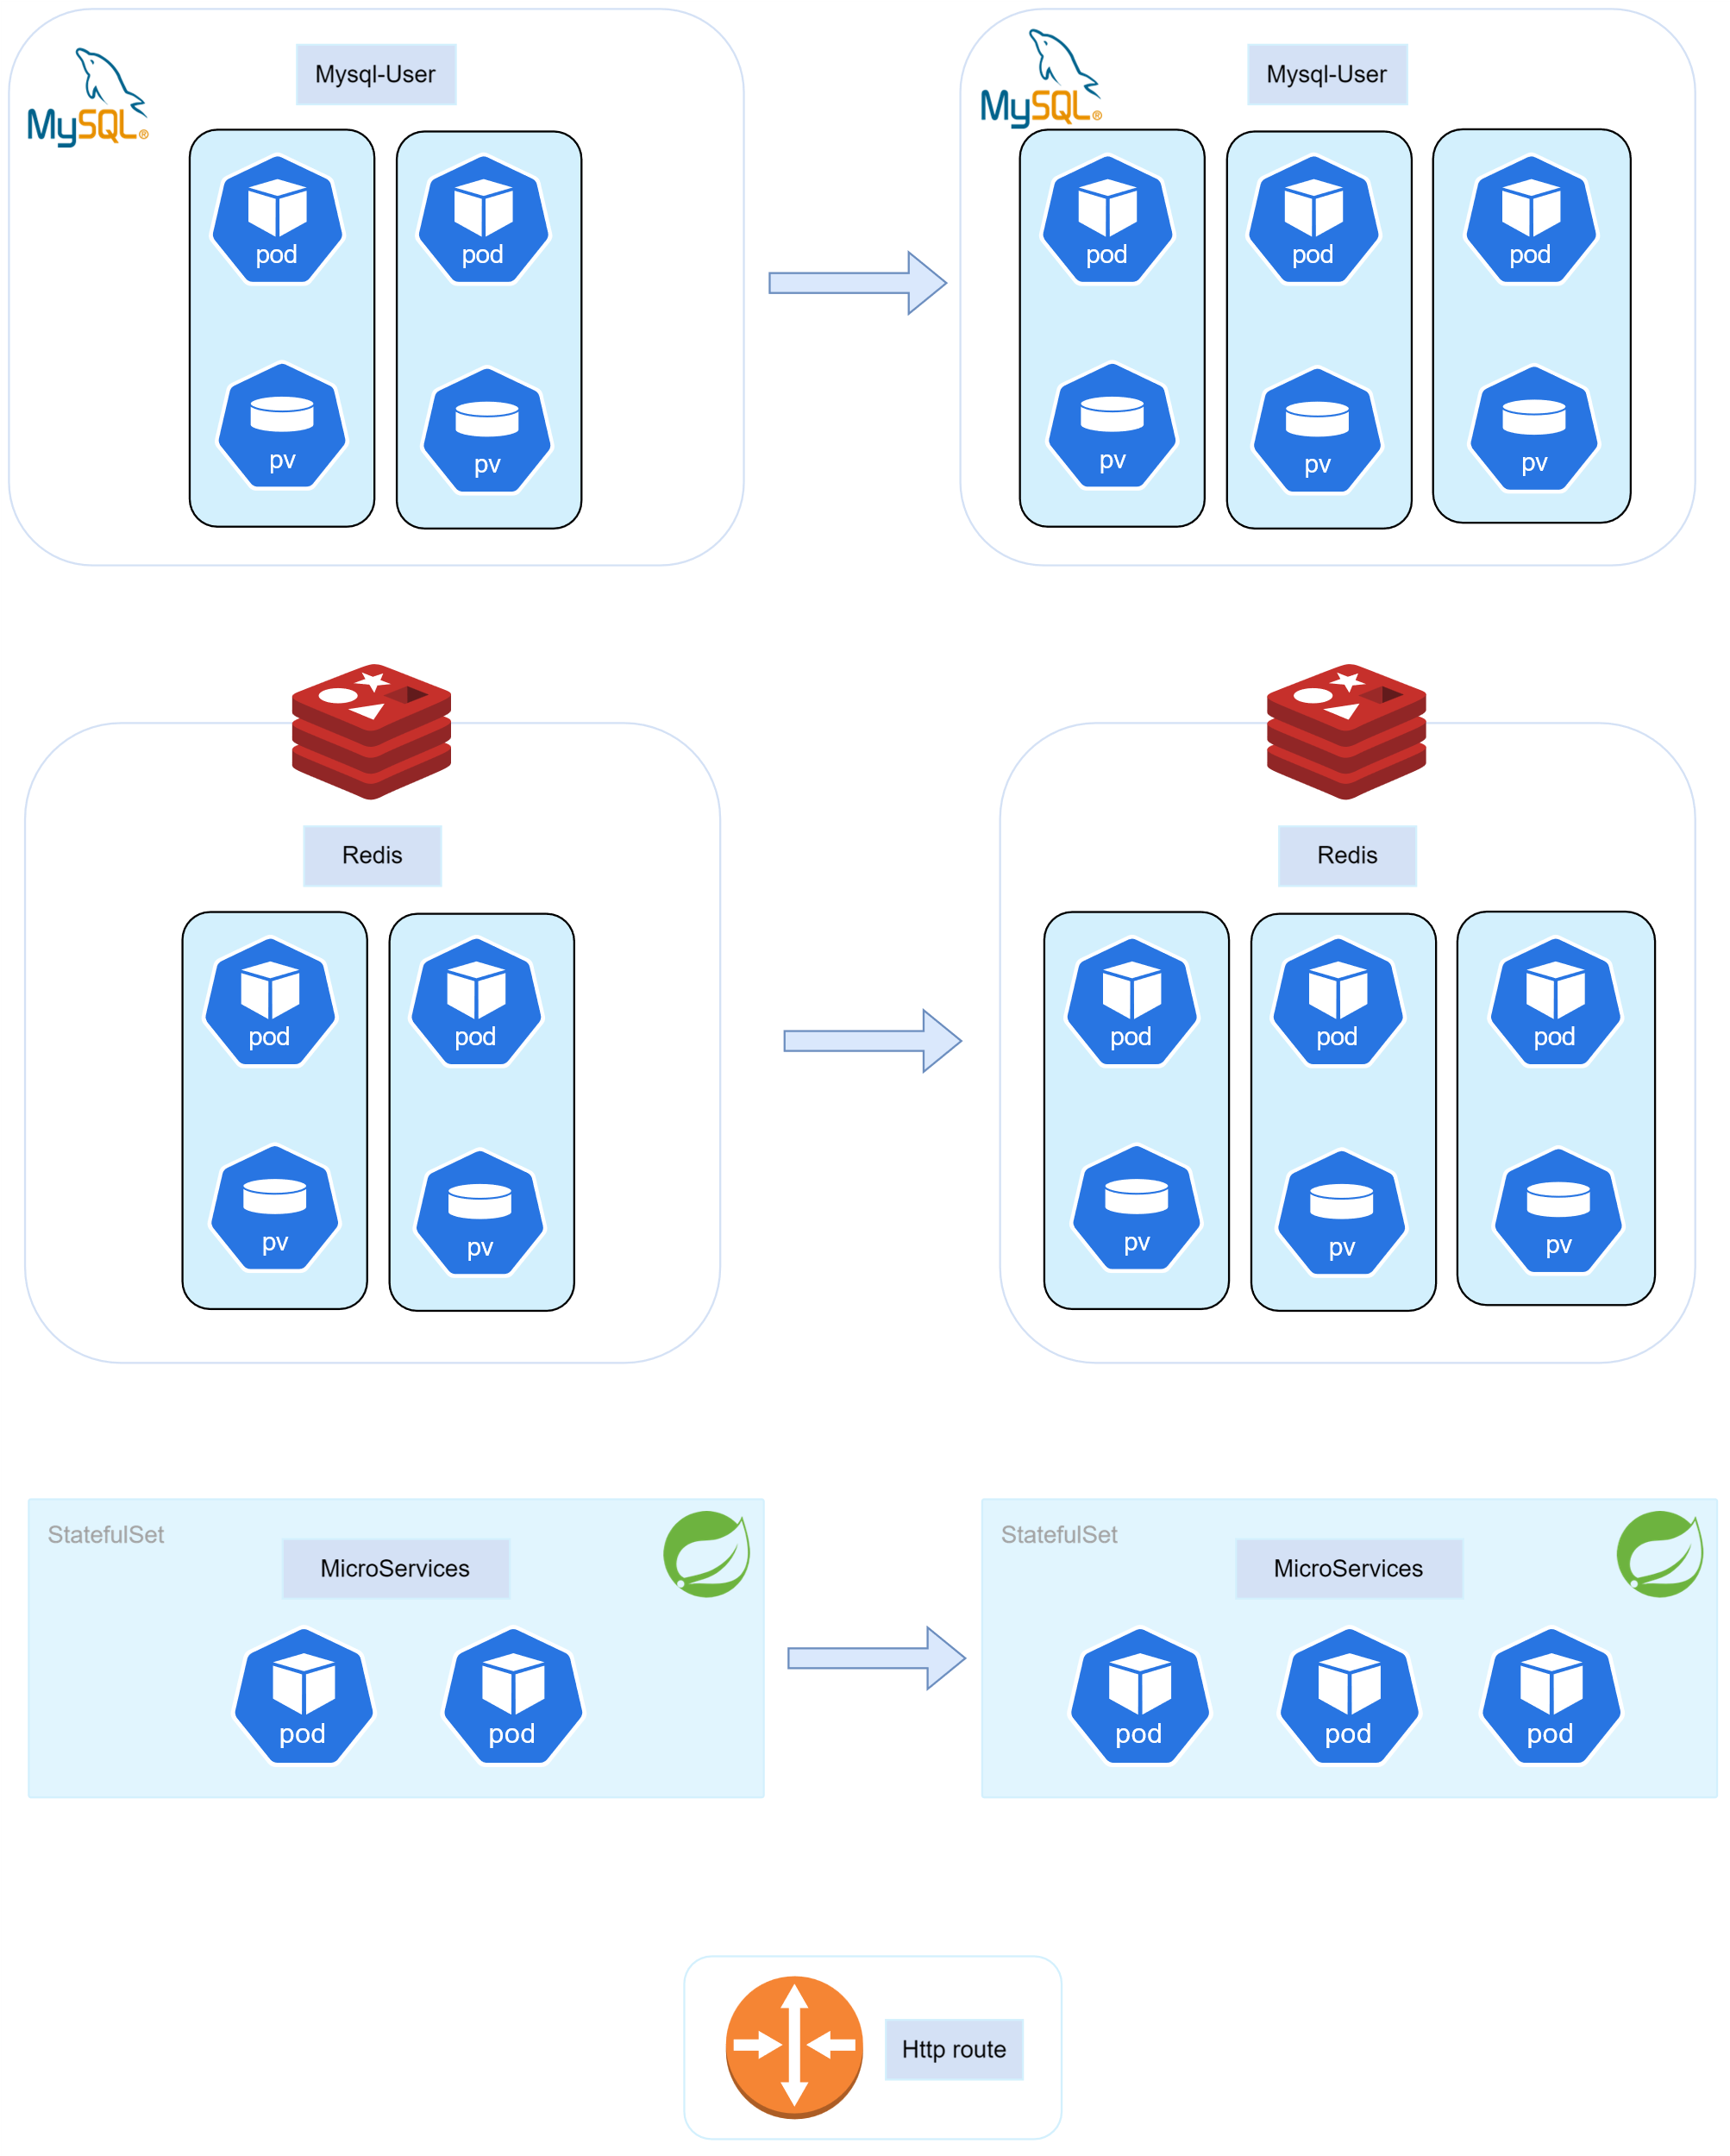 Mysql-User
MySQL®
pod
pod
pv
pv
Mysql-User
MySQL®
pod
pod
pod
pv
pv
pv
Redis
pod
pod
pv
pv
Redis
pod
pod
pod
pv
pv
pv
StatefulSet
MicroServices
pod
pod
StatefulSet
MicroServices
pod
pod
pod
Http route